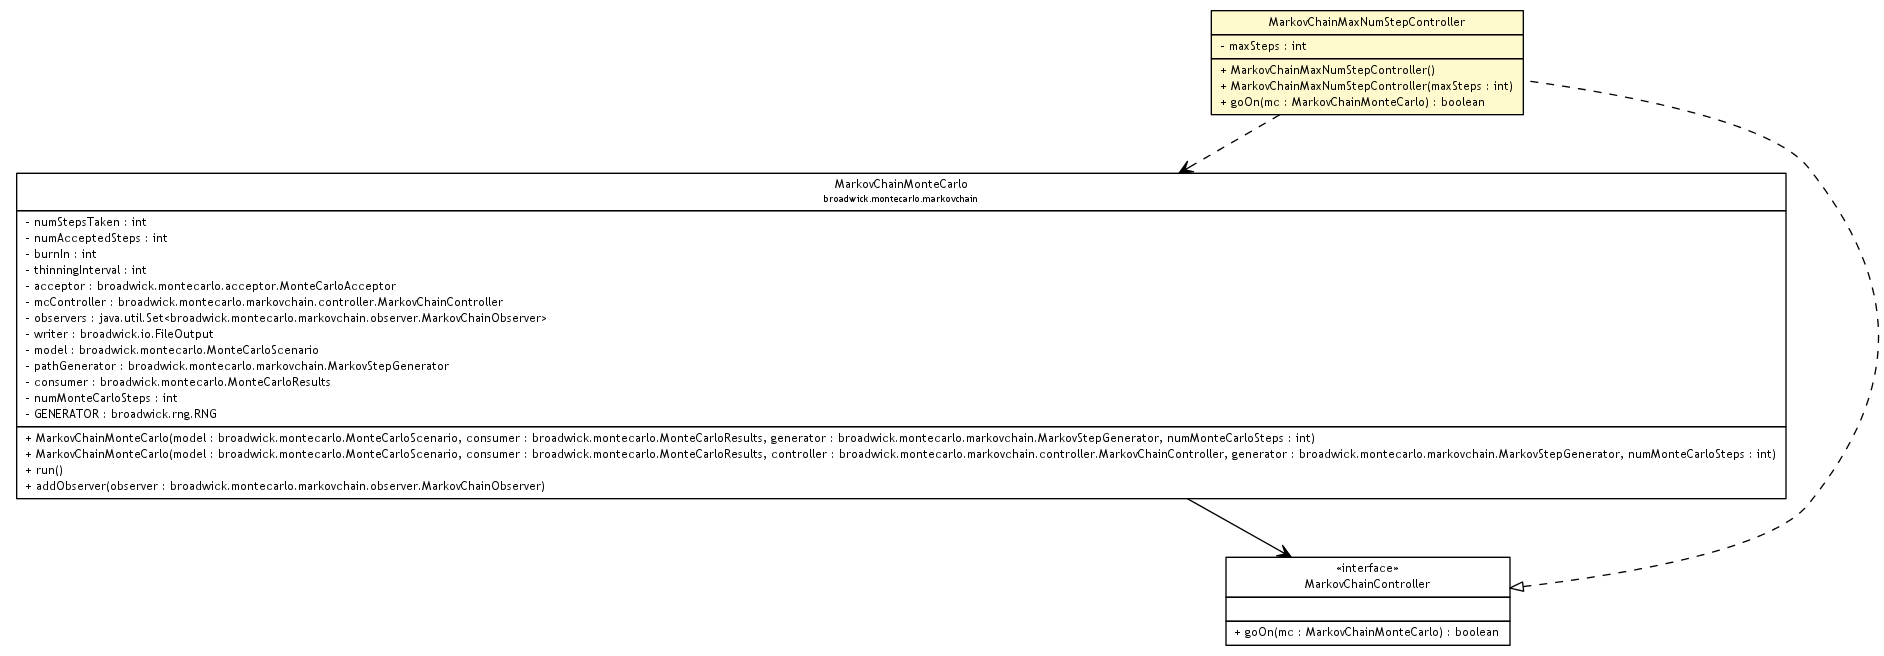 MarkovChainMaxNumStepController
- maxSteps : int
+ MarkovChainMaxNumStepController()
+ MarkovChainMaxNumStepController(maxSteps : int)
+ goOn(mc : MarkovChainMonteCarlo) : boolean
MarkovChainMonteCarlo
broadwick.montecarlo.markovchain
- numStepsTaken : int
- numAcceptedSteps : int
- burnIn : int
- thinningInterval : int
- acceptor : broadwick.montecarlo.acceptor.MonteCarloAcceptor
- mcController : broadwick.montecarlo.markovchain.controller.MarkovChainController
- observers : java.util.Set<broadwick.montecarlo.markovchain.observer.MarkovChainObserver>
- writer : broadwick.io.FileOutput
- model : broadwick.montecarlo.MonteCarloScenario
- pathGenerator : broadwick.montecarlo.markovchain.MarkovStepGenerator
- consumer : broadwick.montecarlo.MonteCarloResults
- numMonteCarloSteps : int
- GENERATOR : broadwick.rng.RNG
+ MarkovChainMonteCarlo(model : broadwick.montecarlo.MonteCarloScenario, consumer : broadwick.montecarlo.MonteCarloResults, generator : broadwick.montecarlo.markovchain.MarkovStepGenerator, numMonteCarloSteps : int)
+ MarkovChainMonteCarlo(model : broadwick.montecarlo.MonteCarloScenario, consumer : broadwick.montecarlo.MonteCarloResults, controller : broadwick.montecarlo.markovchain.controller.MarkovChainController, generator : broadwick.montecarlo.markovchain.MarkovStepGenerator, numMonteCarloSteps : int)
+ run()
+ addObserver(observer : broadwick.montecarlo.markovchain.observer.MarkovChainObserver)
«interface»
MarkovChainController
+ goOn(mc : MarkovChainMonteCarlo) : boolean